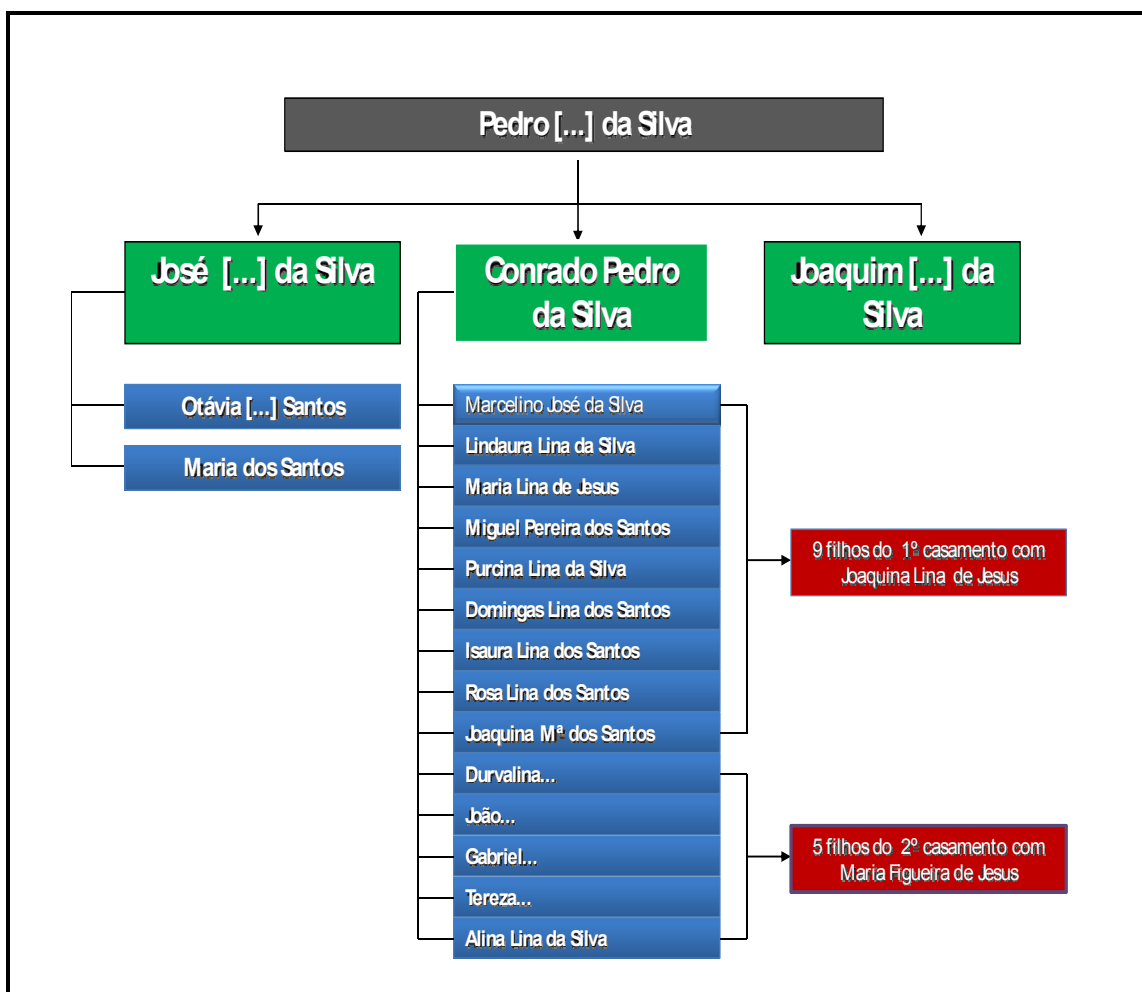 Pedro [...] da Silva
José [...] da Silva
Conrado Pedro
da Silva
Joaquim [...] da
Silva
Otávia [...] Santos
Maria dos Santos
Marcelino José da Silva
Lindaura Lina da Silva
Maria Lina de Jesus
Miguel Pereira dos Santos
Purcina Lina da Silva
Domingas Lina dos Santos
Isaura Lina dos Santos
Rosa Lina dos Santos
Joaquina Mª dos Santos
Durvalina...
João...
Gabriel...
Tereza...
Alina Lina da Silva
9 filhos do 1º casamento com
Joaquina Lina de Jesus
5 filhos do 2º casamento com
Maria Figueira de Jesus